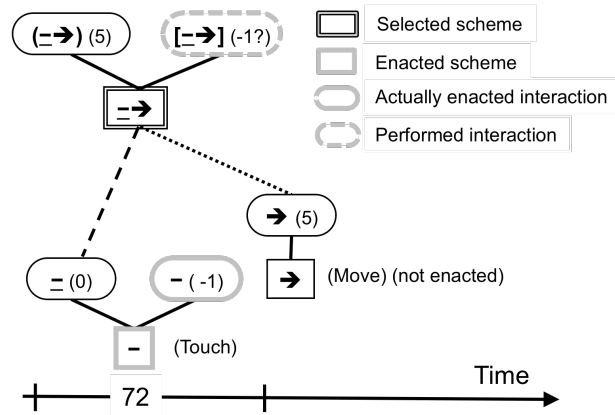 (–➔) (5)
[–➔] (-1?)
–➔
Selected scheme
Enacted scheme
Actually enacted interaction
Performed interaction
➔ (5)
– (0)
– ( -1)
➔
(Move) (not enacted)
–
(Touch)
Time
72